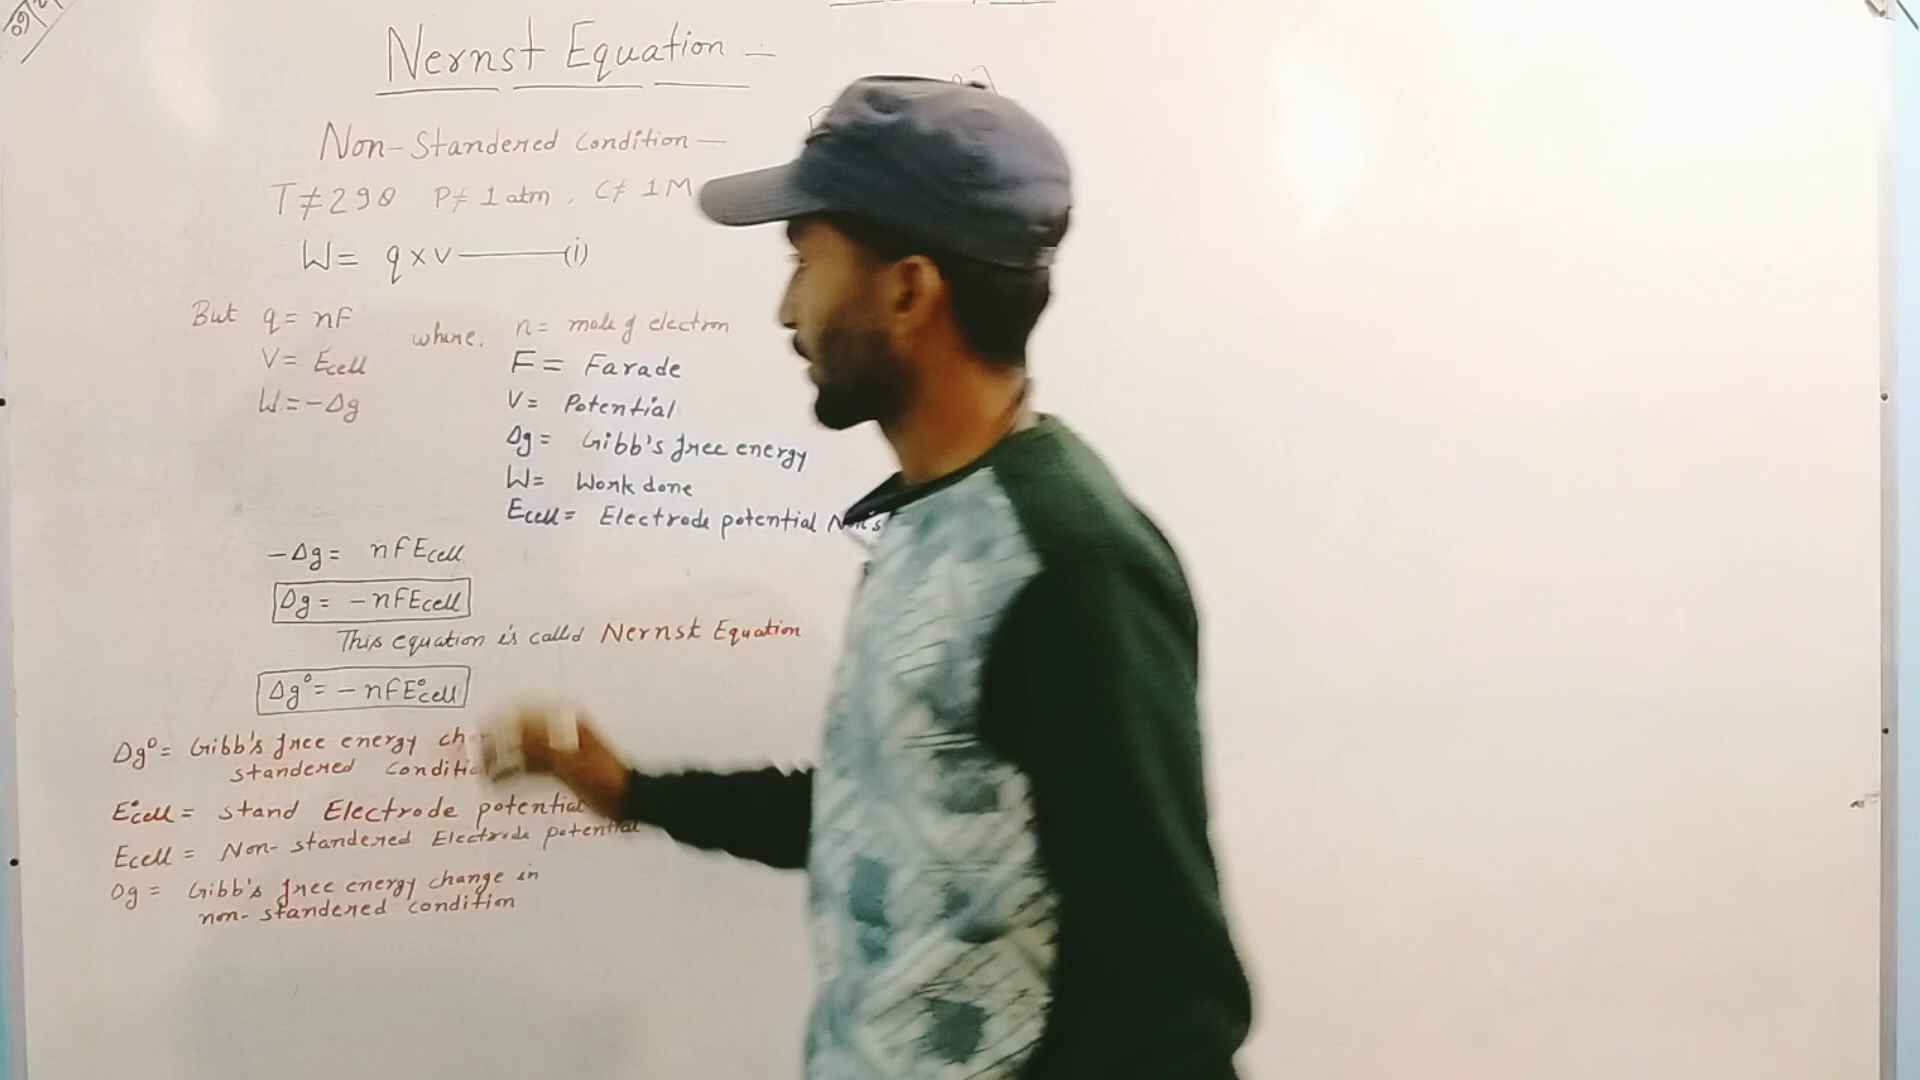 09/2
Nernst Equation —
Non-Standered Condition —
T≠298 P≠ 1 atm, C≠ 1M
W= q×v ——— (i)
But q= nF
V= Ecell
W=-Δg
where, n= mole of electron
F= Farade
V= Potential
Δg= Gibb's free energy
W= Work done
Ecell= Electrode potential
-Δg= nFEcell
Δg= -nFEcell
This equation is called Nernst Equation
Δg°= -nFE°cell
Δg°= Gibb's free energy
standered
E°cell= stand Electrode potential
Ecell= Non-standered Electrode potential
Δg= Gibb's free energy change in
non-standered condition